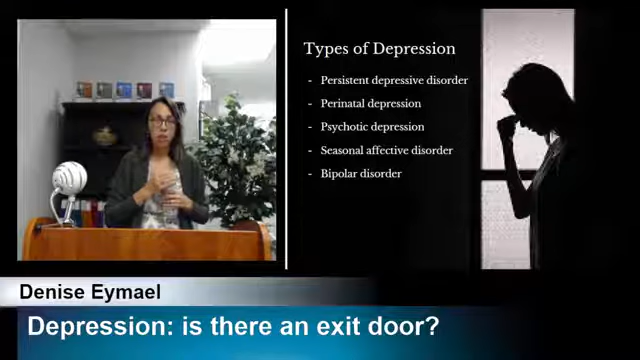 Types of Depression
- Persistent depressive disorder
- Perinatal depression
- Psychotic depression
- Seasonal affective disorder
- Bipolar disorder
Denise Eymael
Depression: is there an exit door?